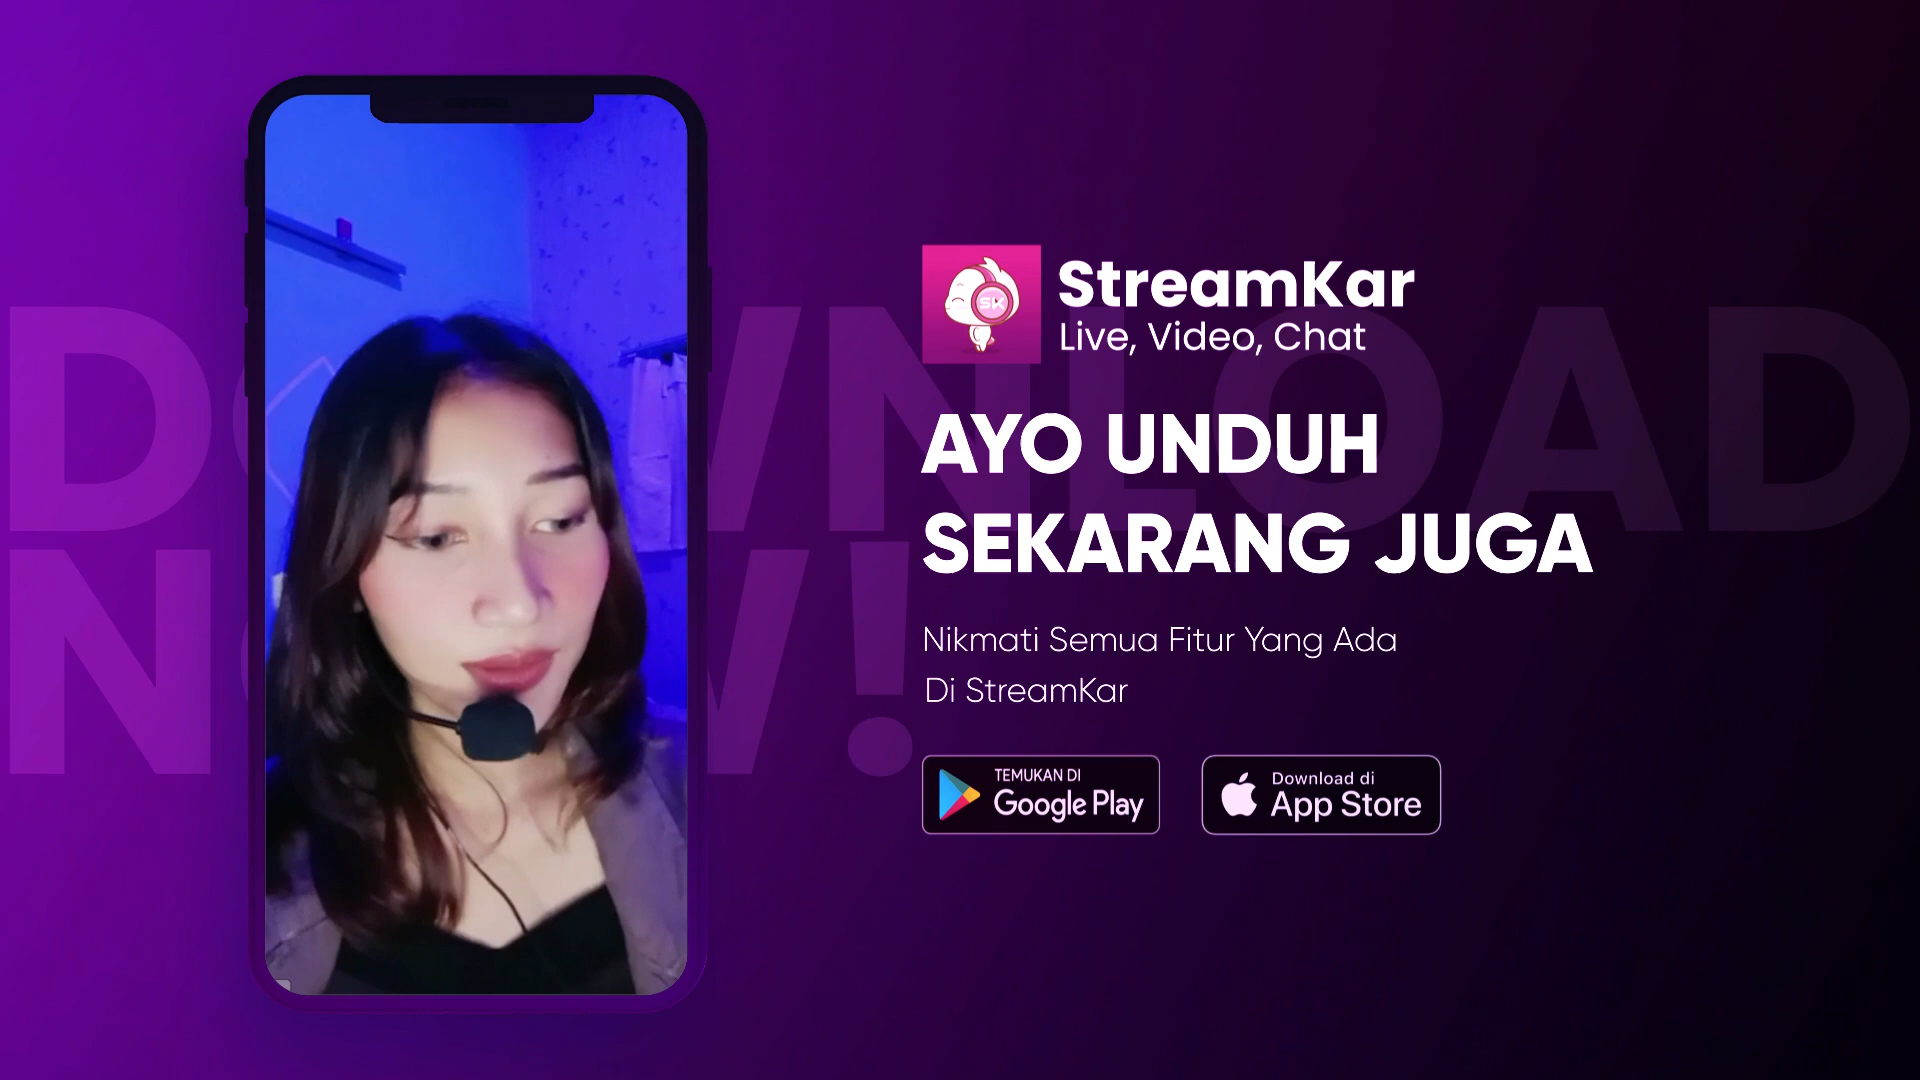 DOWNLOAD
NOW!
SK
StreamKar
Live, Video, Chat
AYO UNDUH
SEKARANG JUGA
Nikmati Semua Fitur Yang Ada
Di StreamKar
TEMUKAN DI
Google Play
Download di
App Store